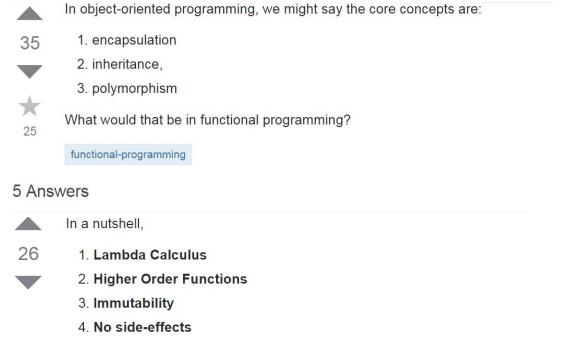 In object-oriented programming, we might say the core concepts are:
35
1. encapsulation
2. inheritance,
3. polymorphism
25
What would that be in functional programming?
functional-programming
5 Answers
In a nutshell,
26
1. Lambda Calculus
2. Higher Order Functions
3. Immutability
4. No side-effects